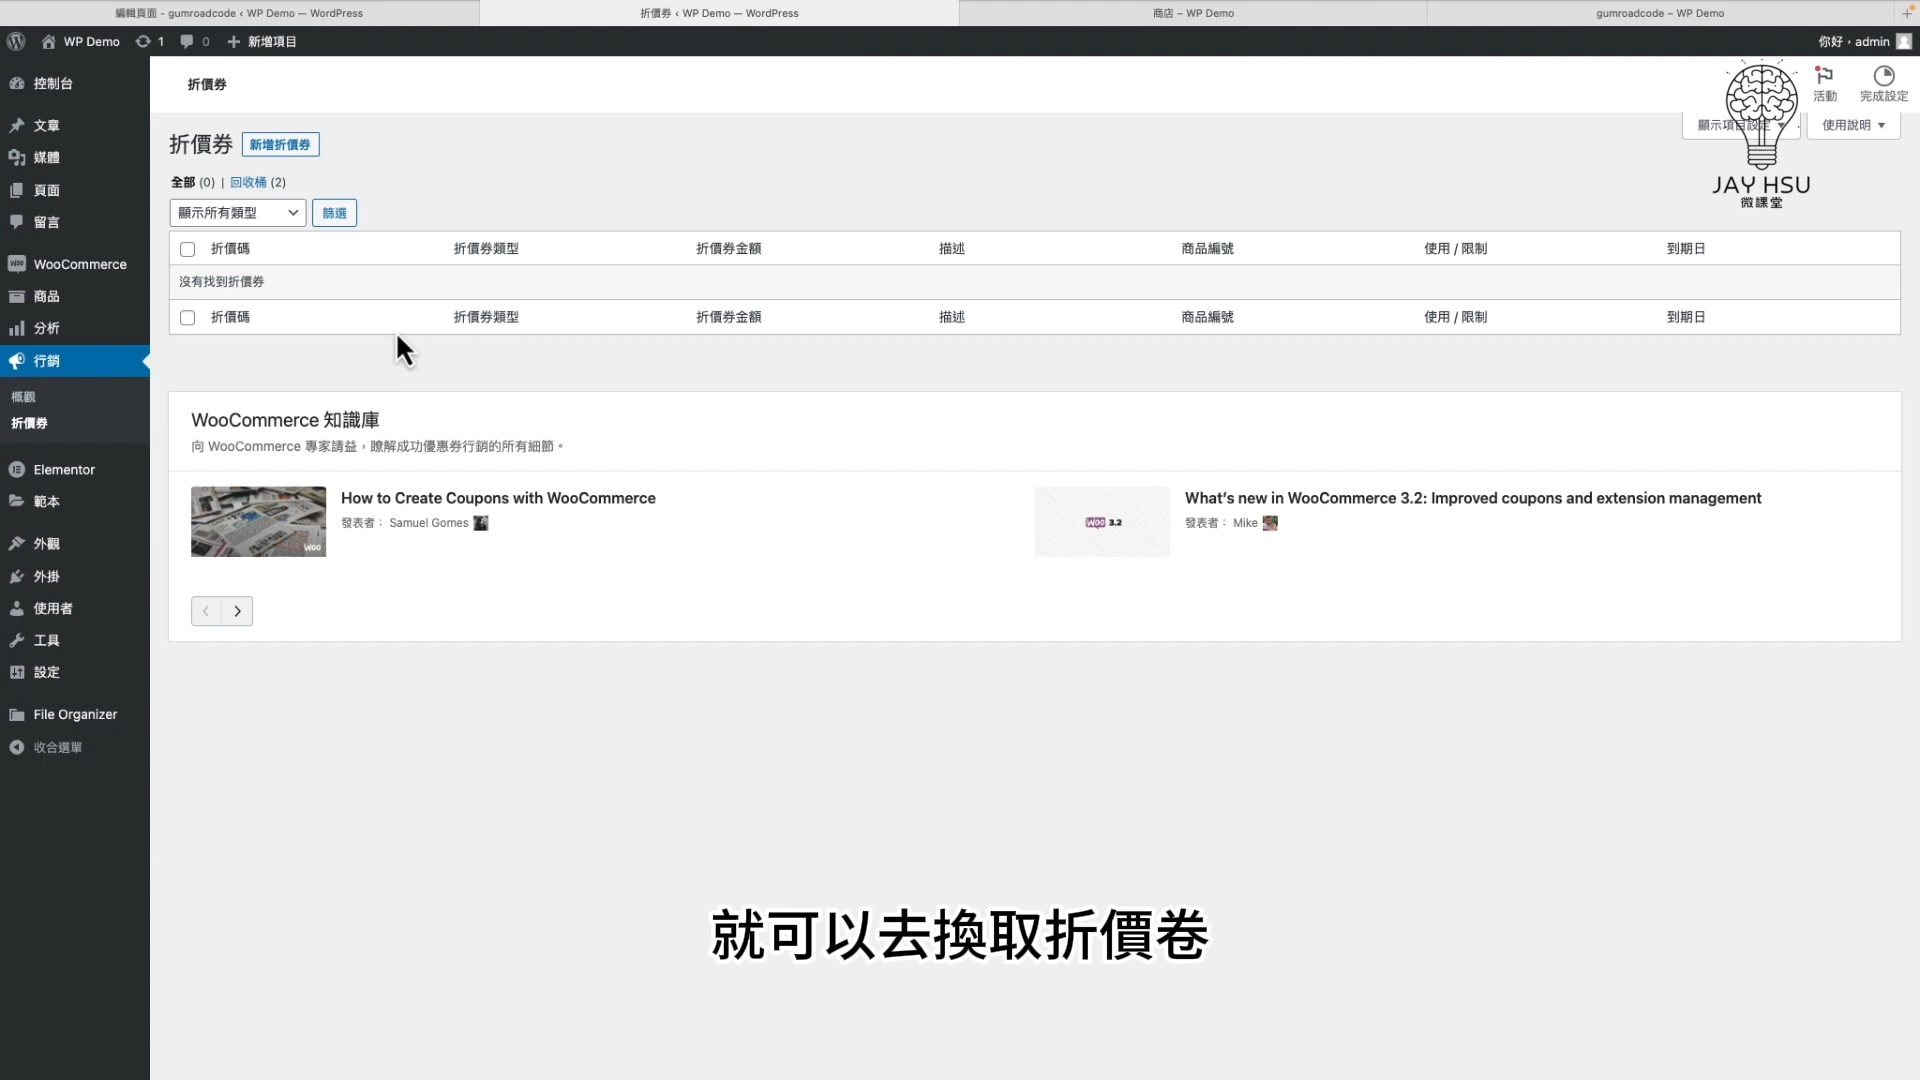 編輯頁面 - gumroadcode ‹ WP Demo — WordPress
折價券 ‹ WP Demo — WordPress
商店 – WP Demo
gumroadcode – WP Demo
WP Demo
1
0
新增項目
你好，admin
控制台
文章
媒體
頁面
留言
WooCommerce
商品
分析
行銷
概觀
折價券
Elementor
範本
外觀
外掛
使用者
工具
設定
File Organizer
收合選單
折價券
活動
完成設定
顯示項目設定
使用說明
JAY HSU
微課堂
折價券 新增折價券
全部 (0) | 回收桶 (2)
顯示所有類型 篩選
折價碼 折價券類型 折價券金額 描述 商品編號 使用 / 限制 到期日
沒有找到折價券
折價碼 折價券類型 折價券金額 描述 商品編號 使用 / 限制 到期日
WooCommerce 知識庫
向 WooCommerce 專家請益，瞭解成功優惠券行銷的所有細節。
woo
How to Create Coupons with WooCommerce
發表者： Samuel Gomes
WOO 3.2
What’s new in WooCommerce 3.2: Improved coupons and extension management
發表者： Mike
就可以去換取折價卷